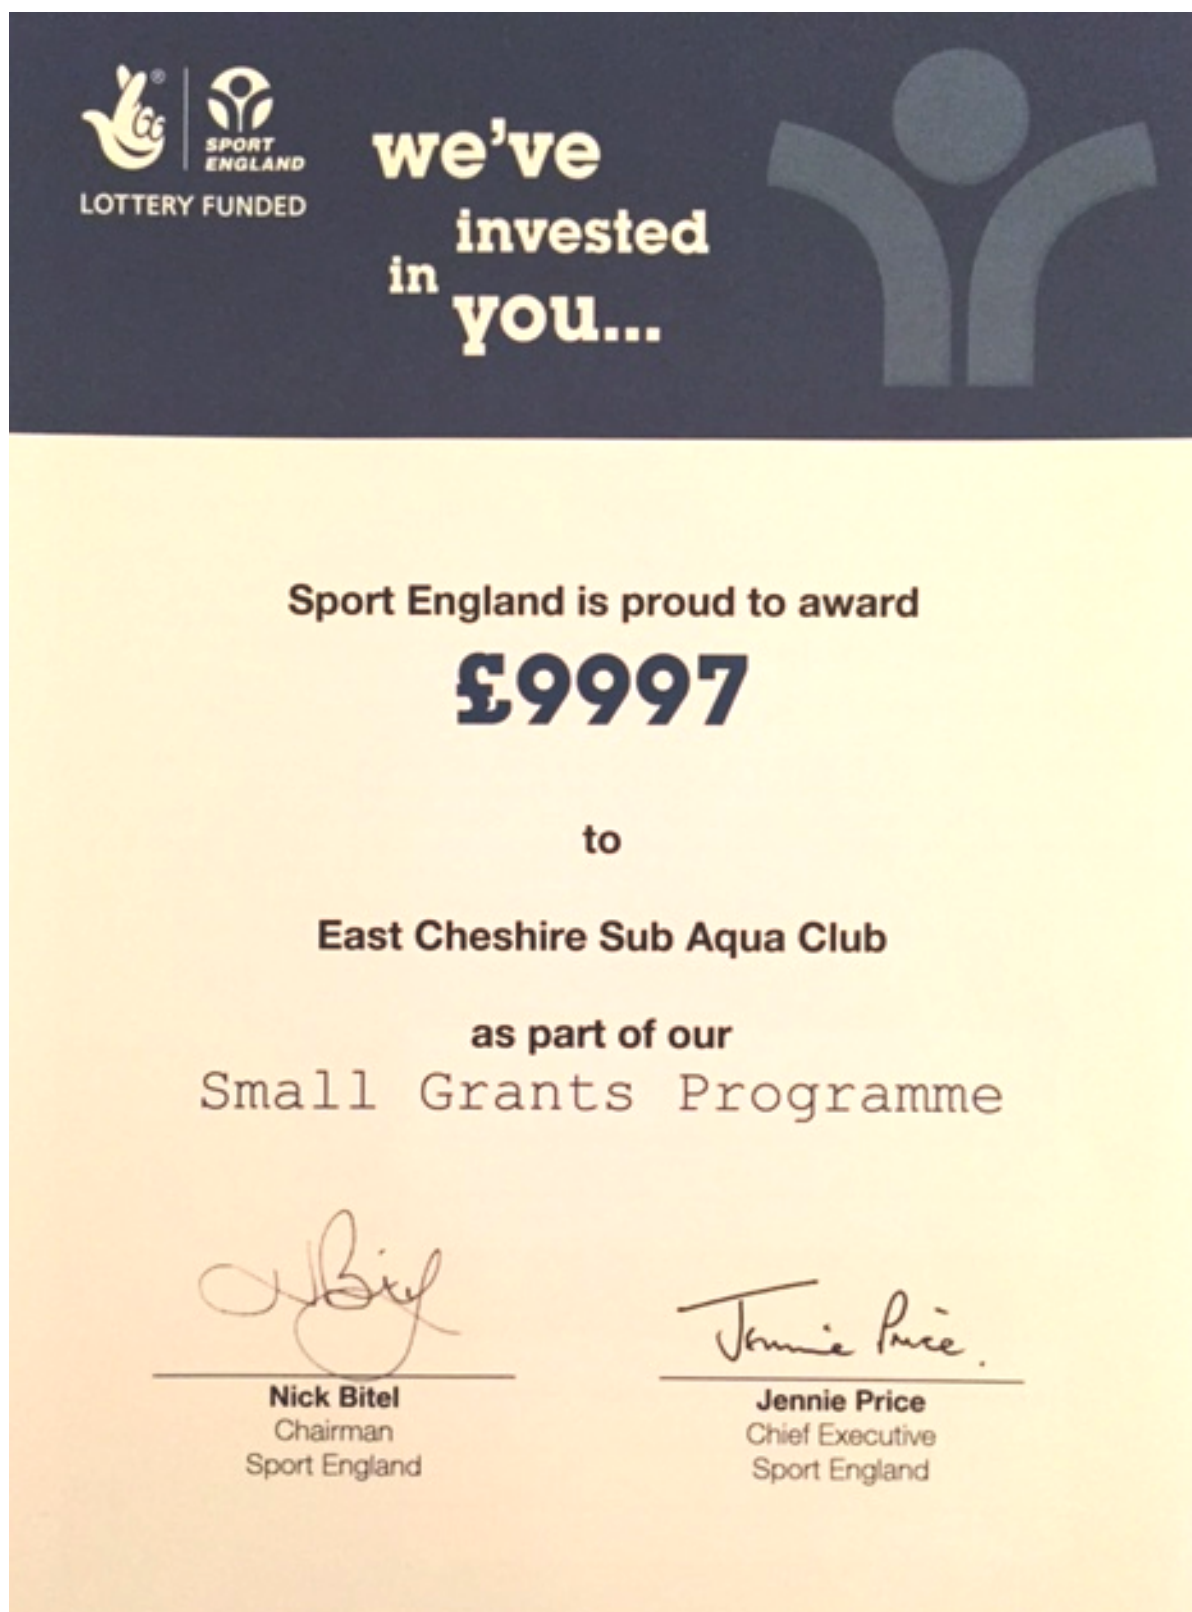 ®
SPORT
ENGLAND
LOTTERY FUNDED
we've
invested
in
you...
Sport England is proud to award
£9997
to
East Cheshire Sub Aqua Club
as part of our
Small Grants Programme
N Bitel
Jennie Price.
Nick Bitel
Chairman
Sport England
Jennie Price
Chief Executive
Sport England